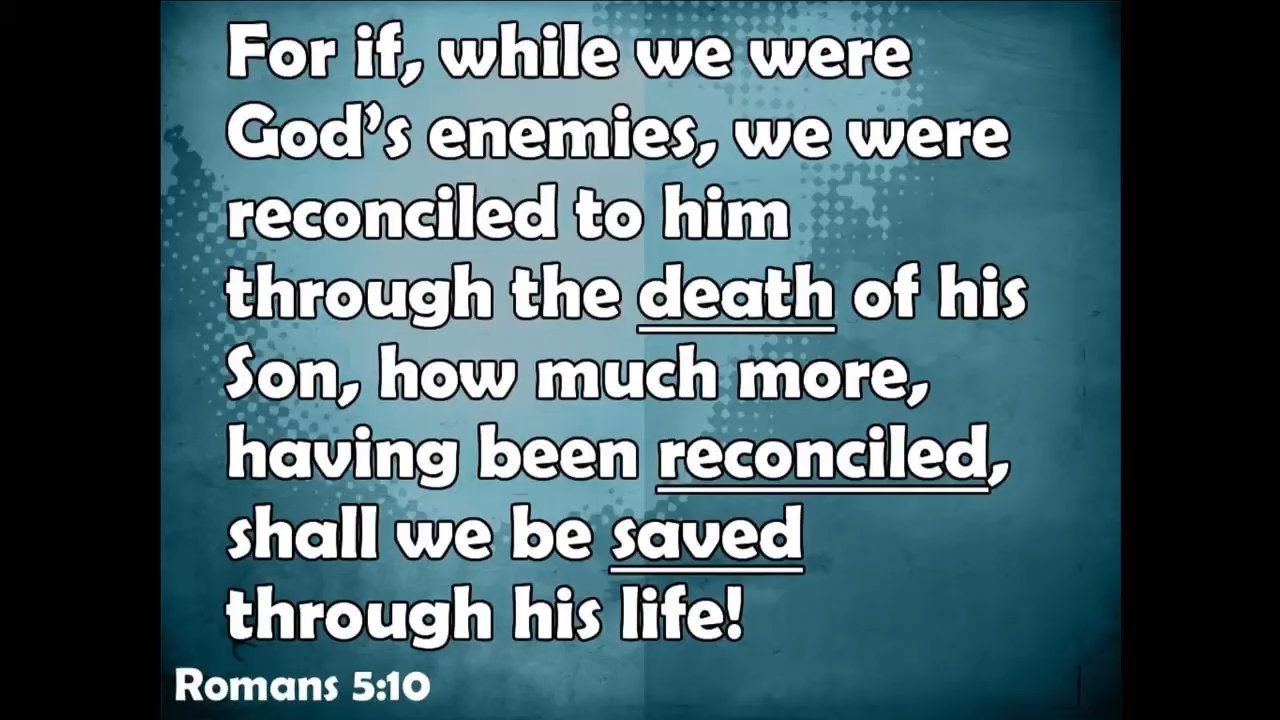 For if, while we were
God's enemies, we were
reconciled to him
through the death of his
Son, how much more,
having been reconciled,
shall we be saved
through his life!
Romans 5:10